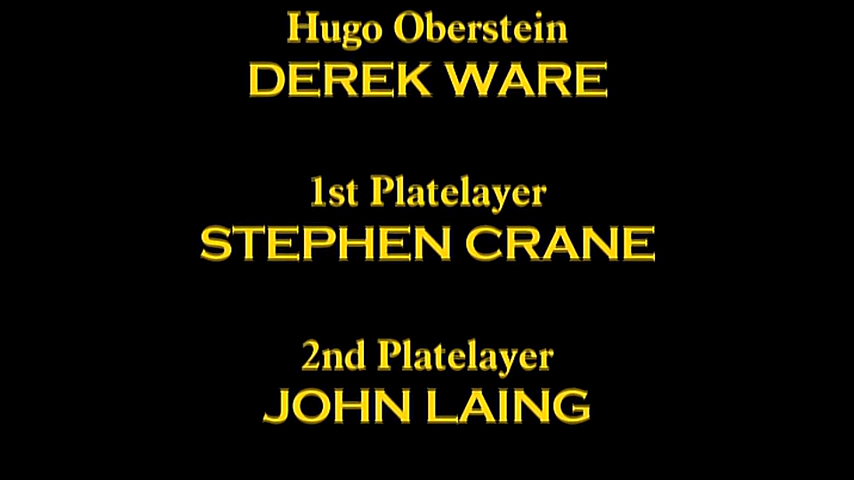 Hugo Oberstein
DEREK WARE
1st Platelayer
STEPHEN CRANE
2nd Platelayer
JOHN LAING